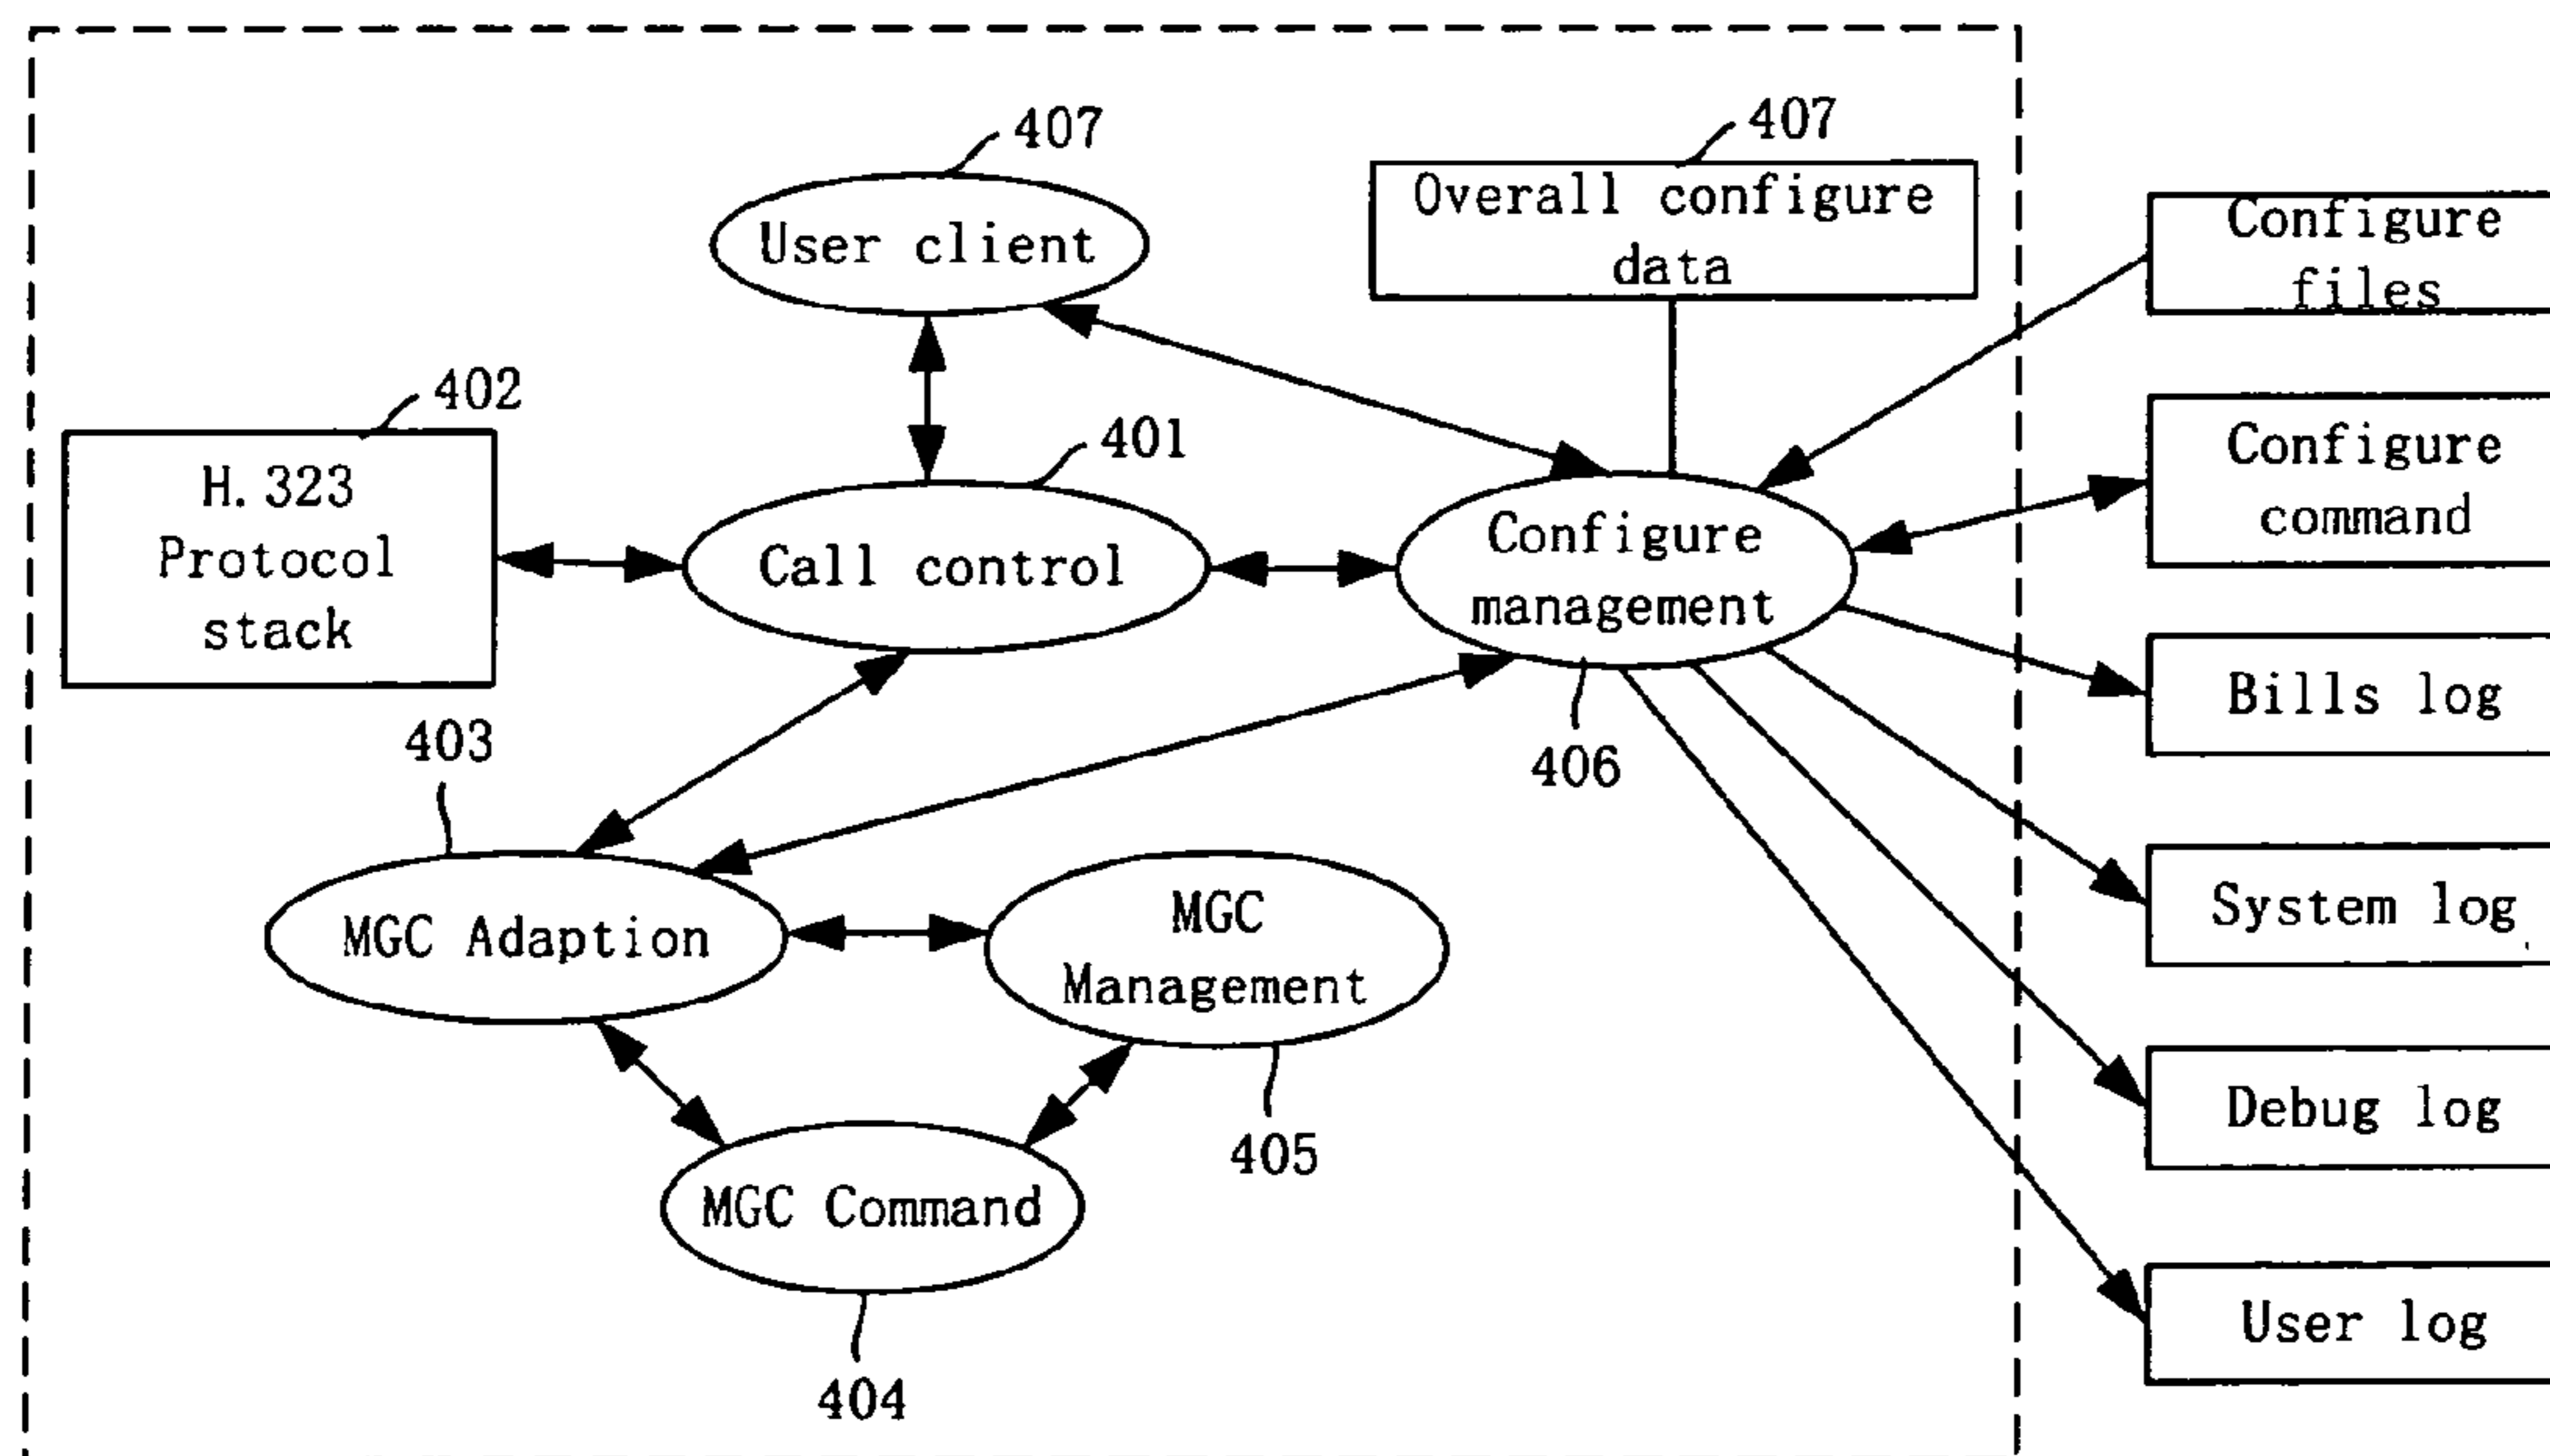 407
User client
407
Overall configure
data
Configure
files
402
H.323
Protocol
stack
401
Call control
Configure
management
406
Configure
command
Bills log
System log
Debug log
User log
403
MGC Adaption
MGC
Management
405
MGC Command
404